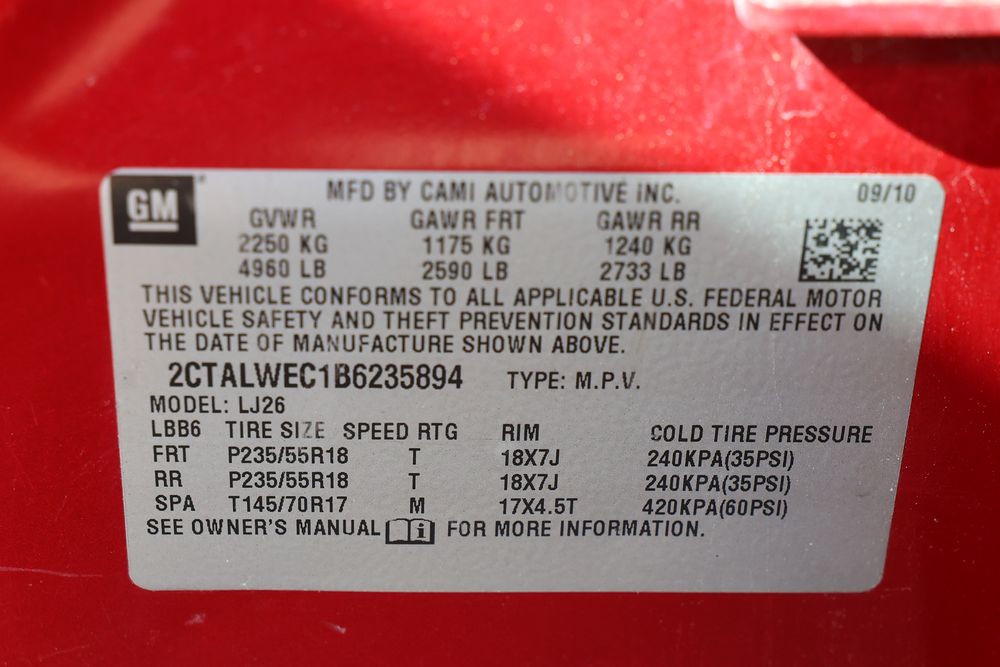 GM MFD BY CAMI AUTOMOTIVE INC. 09/10
GVWR GAWR FRT GAWR RR
2250 KG 1175 KG 1240 KG
4960 LB 2590 LB 2733 LB
THIS VEHICLE CONFORMS TO ALL APPLICABLE U.S. FEDERAL MOTOR
VEHICLE SAFETY AND THEFT PREVENTION STANDARDS IN EFFECT ON
THE DATE OF MANUFACTURE SHOWN ABOVE.
2CTALWEC1B6235894 TYPE: M.P.V.
MODEL: LJ26
LBB6 TIRE SIZE SPEED RTG RIM COLD TIRE PRESSURE
FRT P235/55R18 T 18X7J 240KPA(35PSI)
RR P235/55R18 T 18X7J 240KPA(35PSI)
SPA T145/70R17 M 17X4.5T 420KPA(60PSI)
SEE OWNER'S MANUAL i FOR MORE INFORMATION.